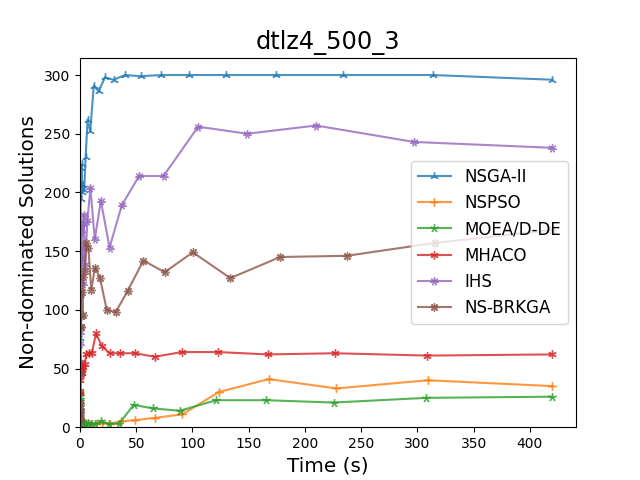 dtlz4_500_3
Non-dominated Solutions
300
250
200
150
100
50
0
NSGA-II
NSPSO
MOEA/D-DE
MHACO
IHS
NS-BRKGA
0 50 100 150 200 250 300 350 400
Time (s)